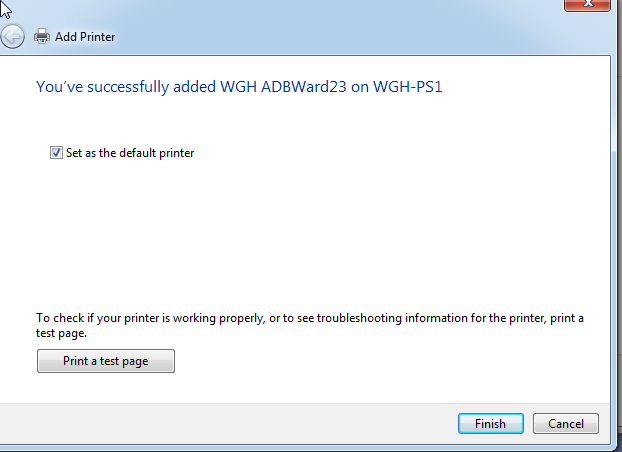 Add Printer
You've successfully added WGH ADBWard23 on WGH-PS1
Set as the default printer
To check if your printer is working properly, or to see troubleshooting information for the printer, print a
test page.
Print a test page
Finish
Cancel